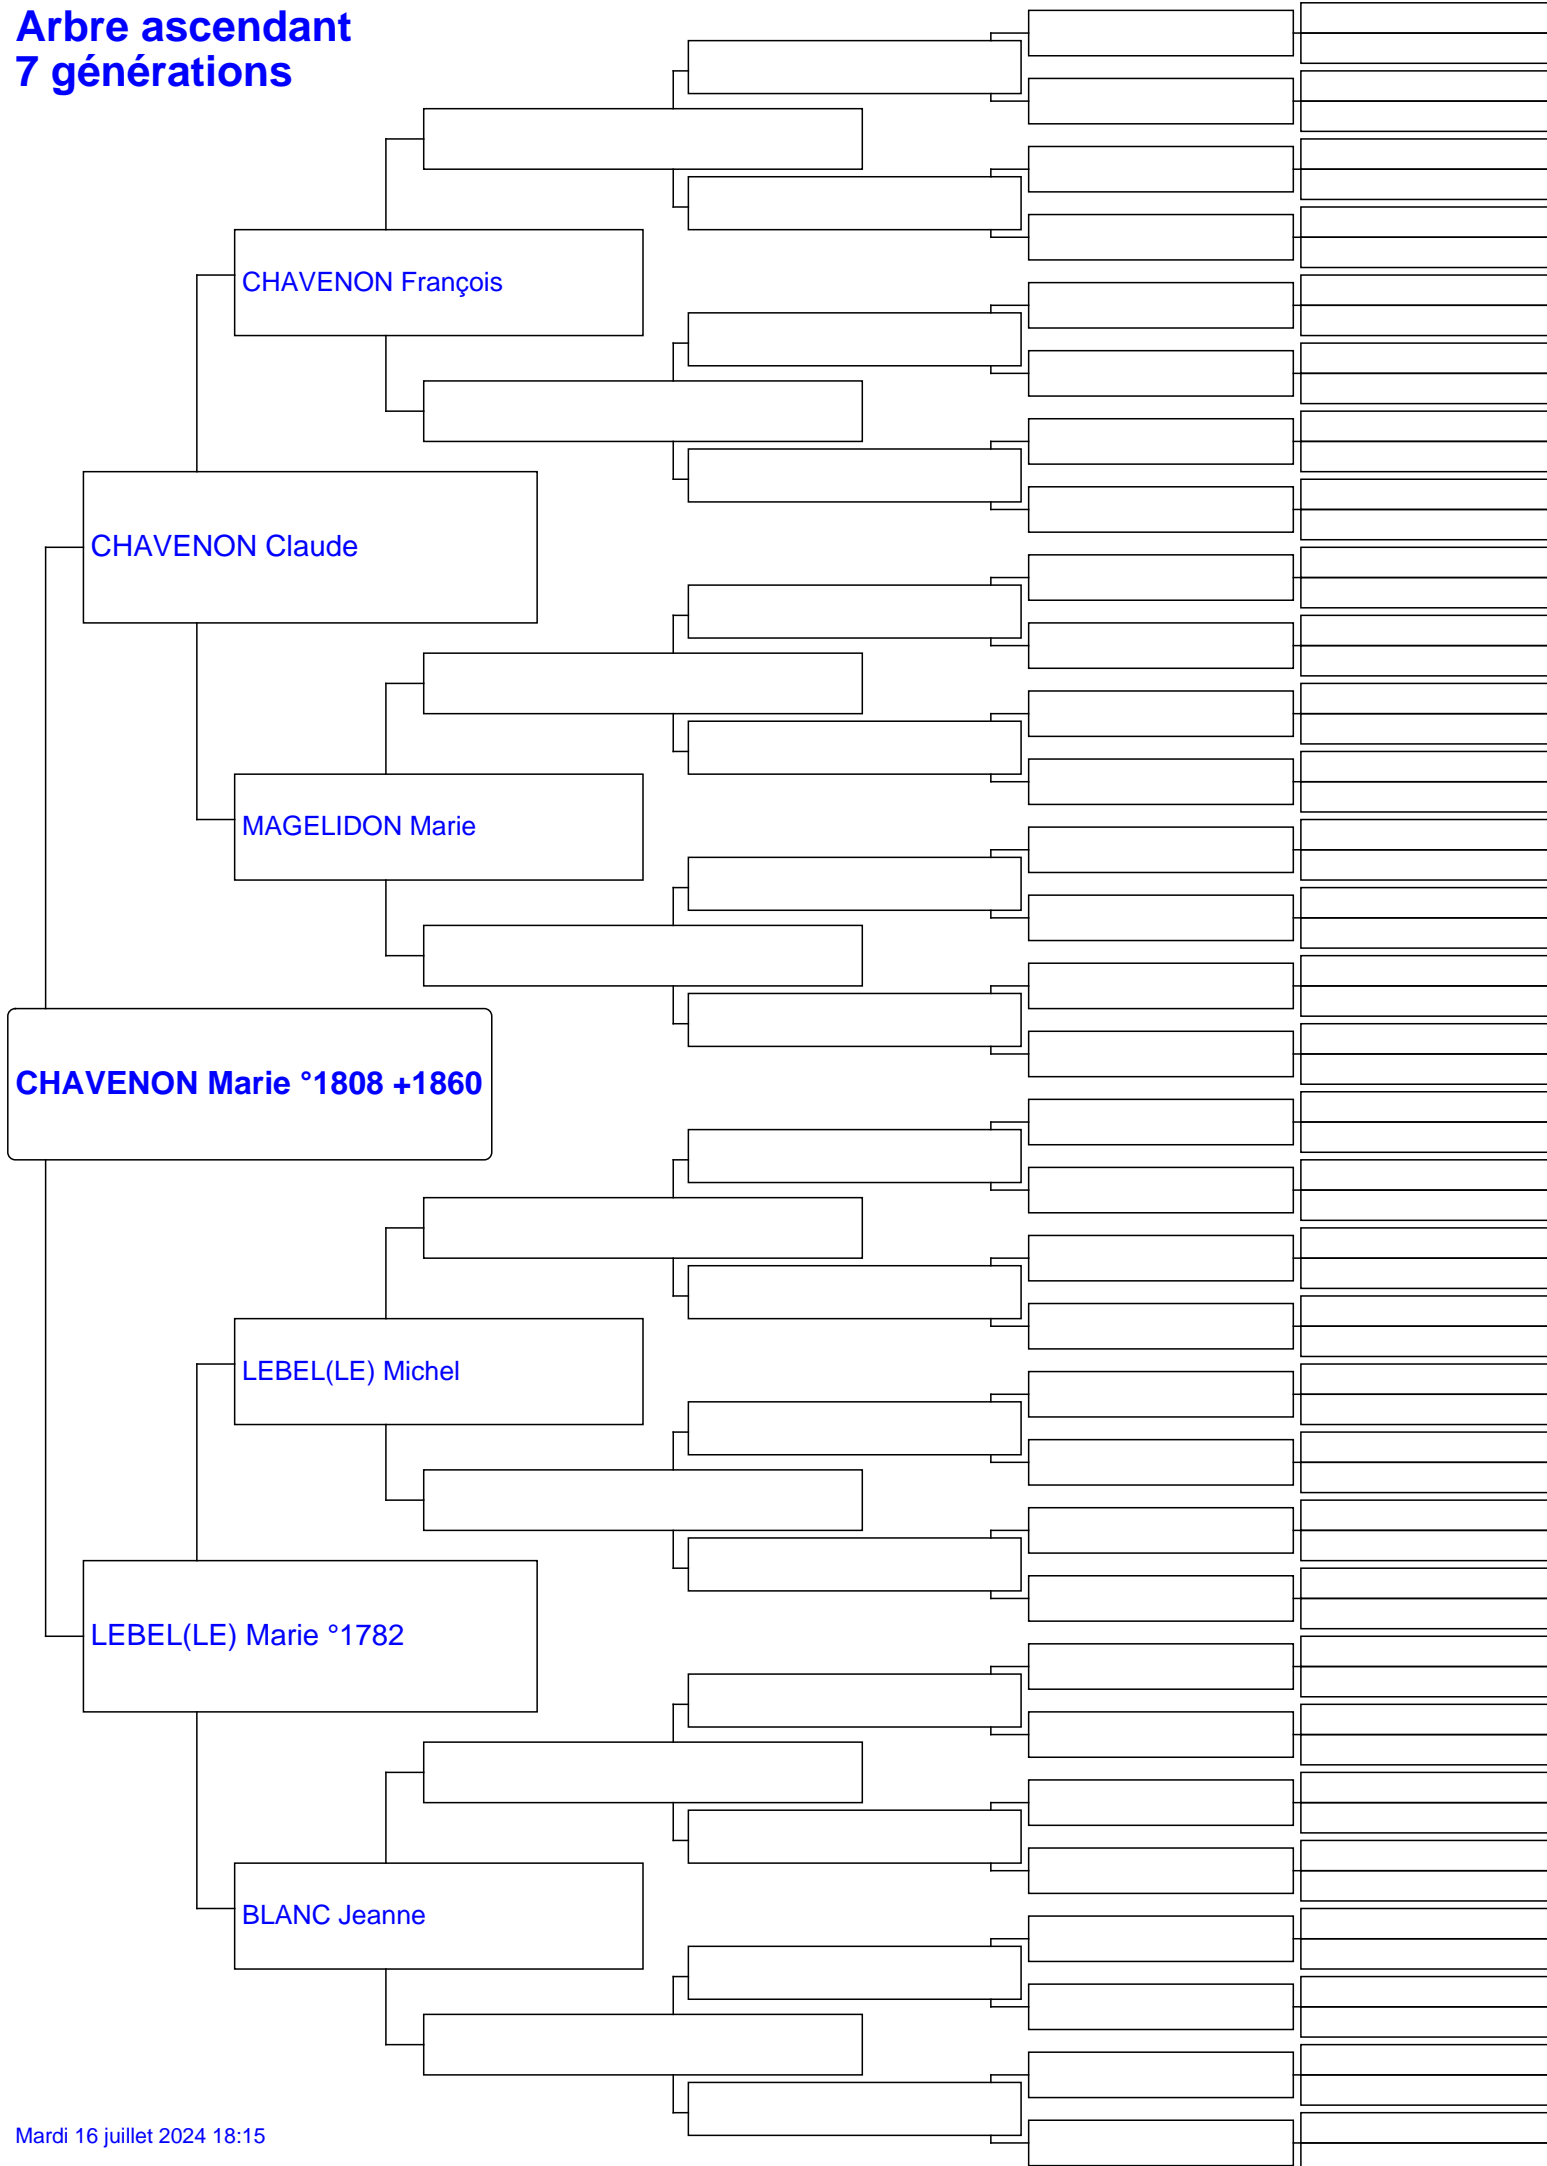 Arbre ascendant
7 générations
CHAVENON François
CHAVENON Claude
MAGELIDON Marie
CHAVENON Marie °1808 +1860
LEBEL(LE) Michel
LEBEL(LE) Marie °1782
BLANC Jeanne
Mardi 16 juillet 2024 18:15